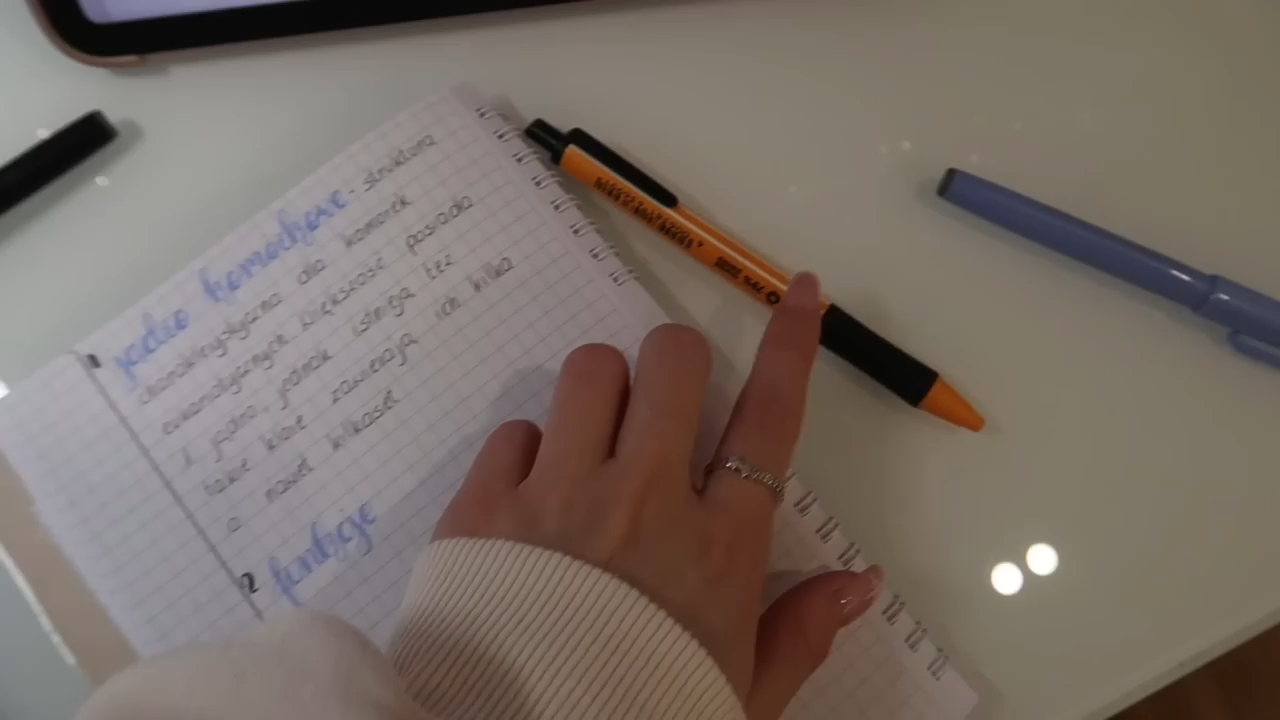 1 jądro komórkowe - struktura
charakterystyczna dla komórek
eukariotycznych większość posiada
1 jądro, jednak istnieją też
takie które zawierają ich kilka
a nawet kilkaset
2 funkcje